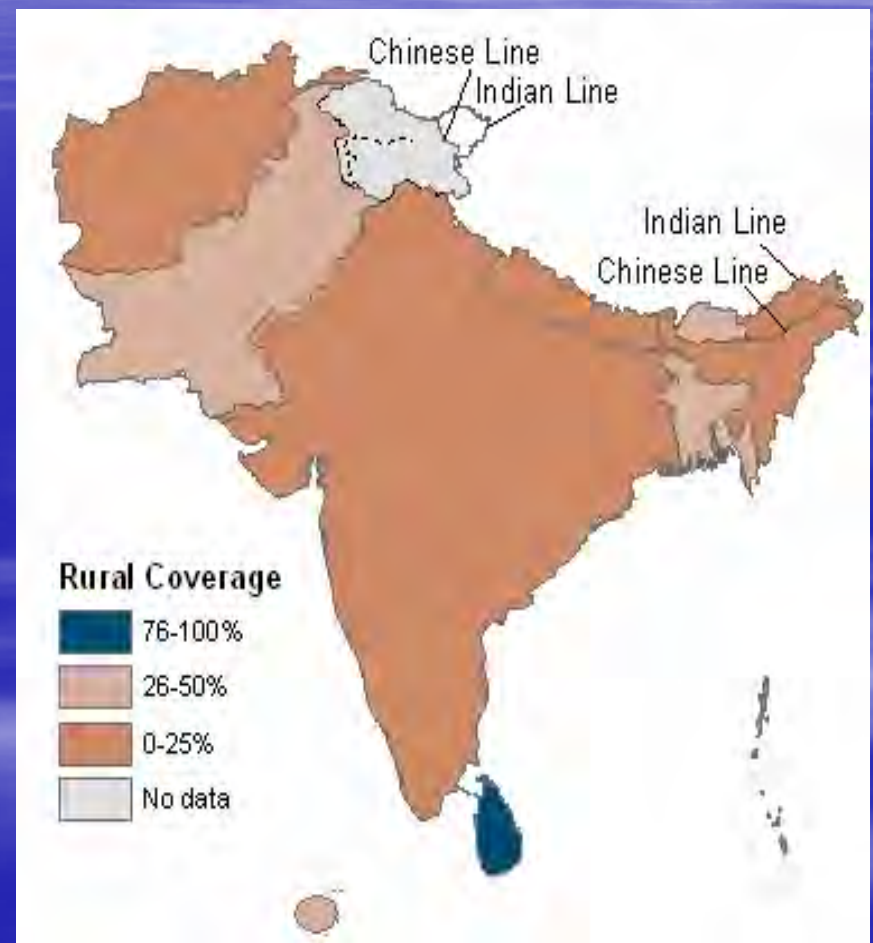 Chinese Line
Indian Line
Indian Line
Chinese Line
Rural Coverage
76-100%
26-50%
0-25%
No data